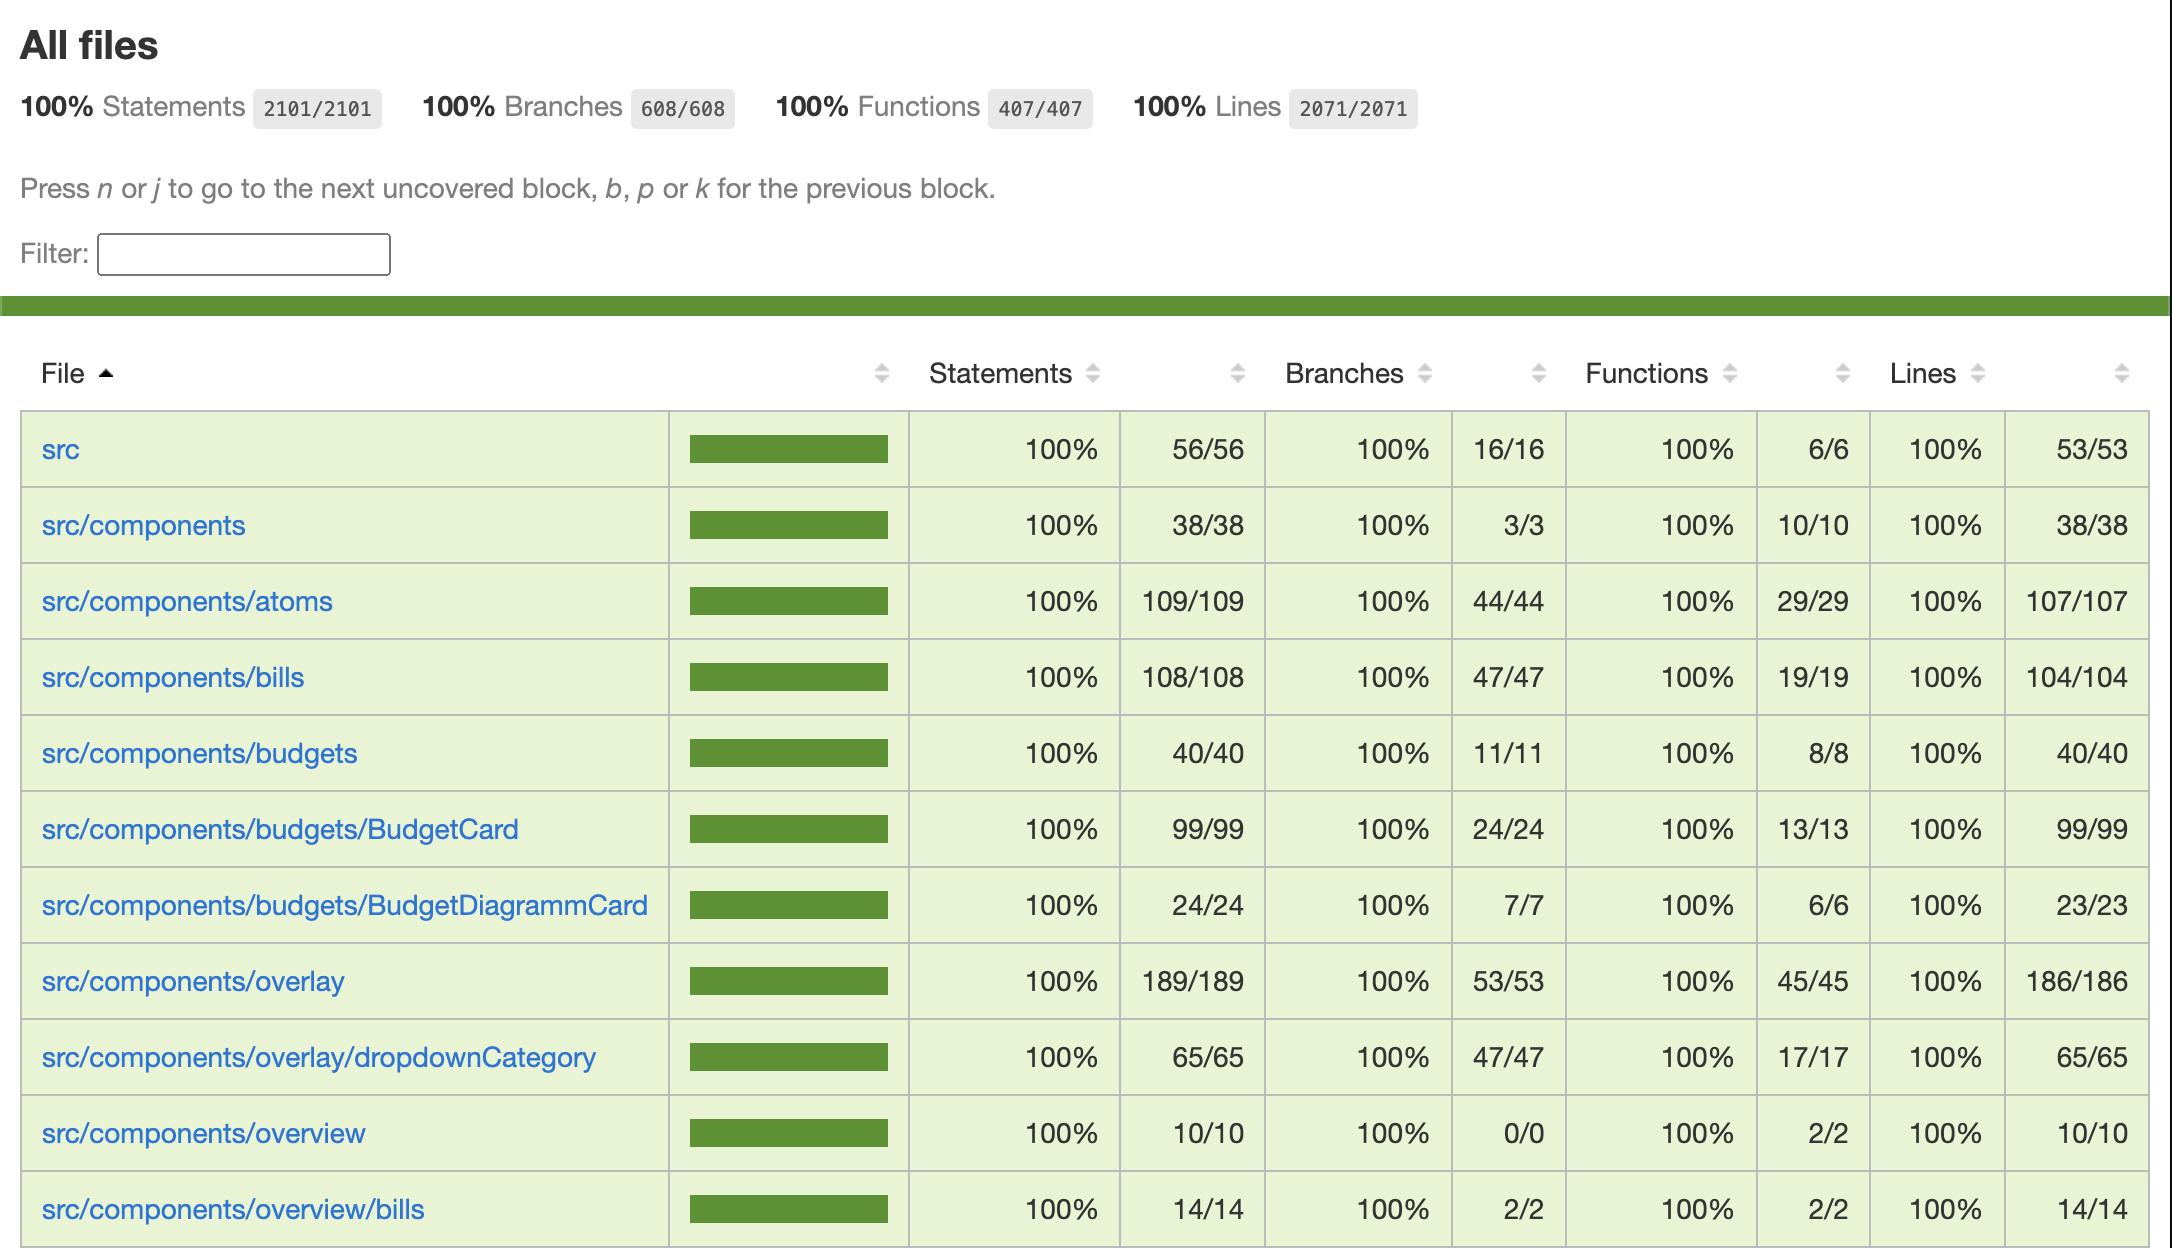 All files
100% Statements 2101/2101 100% Branches 608/608 100% Functions 407/407 100% Lines 2071/2071
Press n or j to go to the next uncovered block, b, p or k for the previous block.
Filter:
File Statements Branches Functions Lines
src 100% 56/56 100% 16/16 100% 6/6 100% 53/53
src/components 100% 38/38 100% 3/3 100% 10/10 100% 38/38
src/components/atoms 100% 109/109 100% 44/44 100% 29/29 100% 107/107
src/components/bills 100% 108/108 100% 47/47 100% 19/19 100% 104/104
src/components/budgets 100% 40/40 100% 11/11 100% 8/8 100% 40/40
src/components/budgets/BudgetCard 100% 99/99 100% 24/24 100% 13/13 100% 99/99
src/components/budgets/BudgetDiagrammCard 100% 24/24 100% 7/7 100% 6/6 100% 23/23
src/components/overlay 100% 189/189 100% 53/53 100% 45/45 100% 186/186
src/components/overlay/dropdownCategory 100% 65/65 100% 47/47 100% 17/17 100% 65/65
src/components/overview 100% 10/10 100% 0/0 100% 2/2 100% 10/10
src/components/overview/bills 100% 14/14 100% 2/2 100% 2/2 100% 14/14